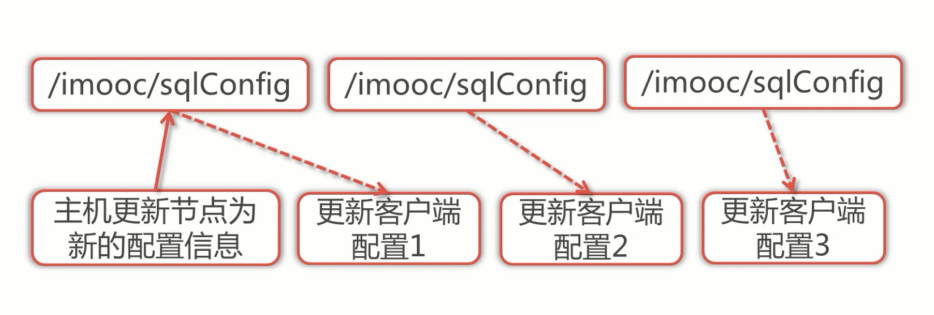 /imooc/sqlConfig
/imooc/sqlConfig
/imooc/sqlConfig
主机更新节点为
新的配置信息
更新客户端
配置1
更新客户端
配置2
更新客户端
配置3